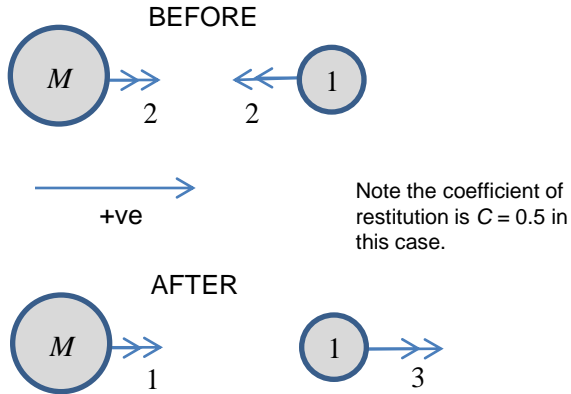 BEFORE
M 1
2 2
+ve
Note the coefficient of
restitution is C = 0.5 in
this case.
AFTER
M 1
1 3